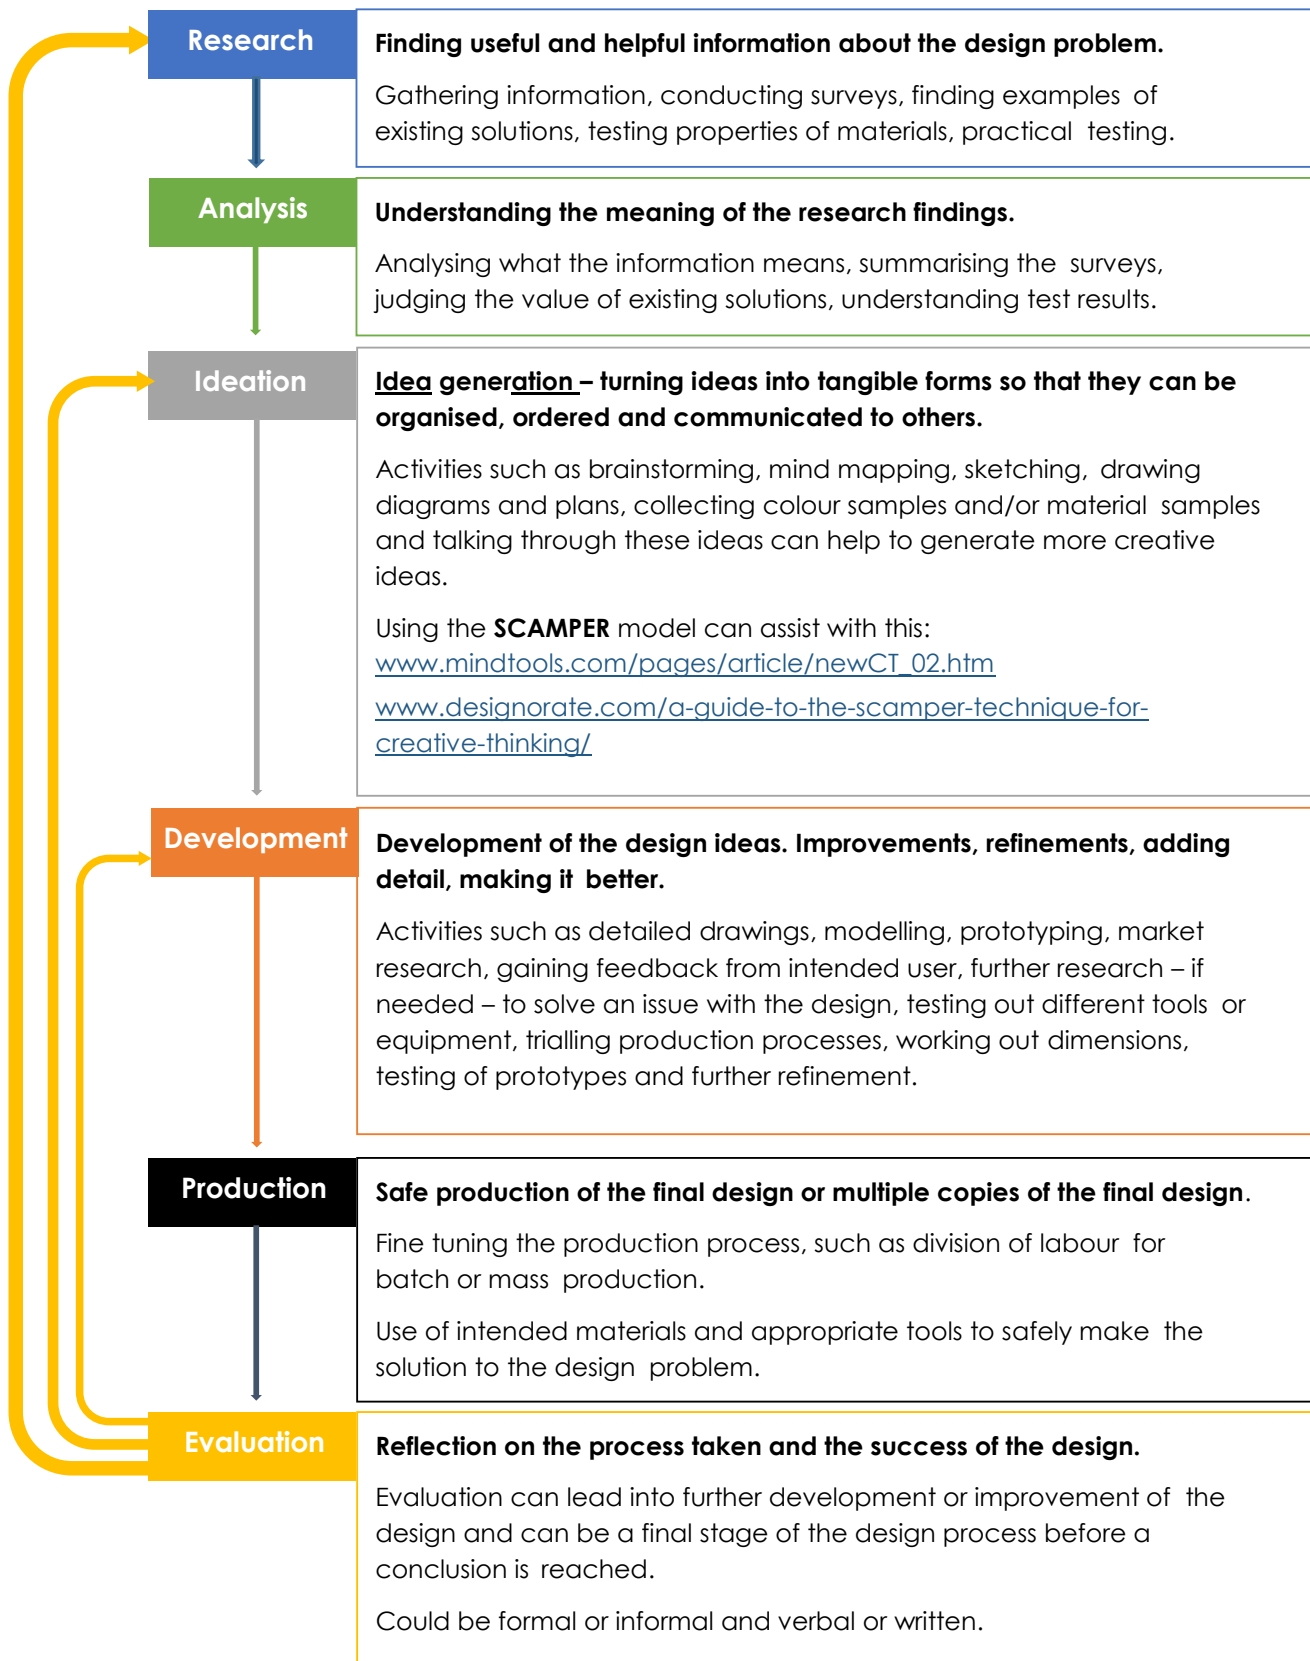 Research
Finding useful and helpful information about the design problem.
Gathering information, conducting surveys, finding examples of
existing solutions, testing properties of materials, practical testing.
Analysis
Understanding the meaning of the research findings.
Analysing what the information means, summarising the surveys,
judging the value of existing solutions, understanding test results.
Ideation
Idea generation – turning ideas into tangible forms so that they can be
organised, ordered and communicated to others.
Activities such as brainstorming, mind mapping, sketching, drawing
diagrams and plans, collecting colour samples and/or material samples
and talking through these ideas can help to generate more creative
ideas.
Using the SCAMPER model can assist with this:
www.mindtools.com/pages/article/newCT_02.htm
www.designorate.com/a-guide-to-the-scamper-technique-for-
creative-thinking/
Development
Development of the design ideas. Improvements, refinements, adding
detail, making it better.
Activities such as detailed drawings, modelling, prototyping, market
research, gaining feedback from intended user, further research – if
needed – to solve an issue with the design, testing out different tools or
equipment, trialling production processes, working out dimensions,
testing of prototypes and further refinement.
Production
Safe production of the final design or multiple copies of the final design.
Fine tuning the production process, such as division of labour for
batch or mass production.
Use of intended materials and appropriate tools to safely make the
solution to the design problem.
Evaluation
Reflection on the process taken and the success of the design.
Evaluation can lead into further development or improvement of the
design and can be a final stage of the design process before a
conclusion is reached.
Could be formal or informal and verbal or written.